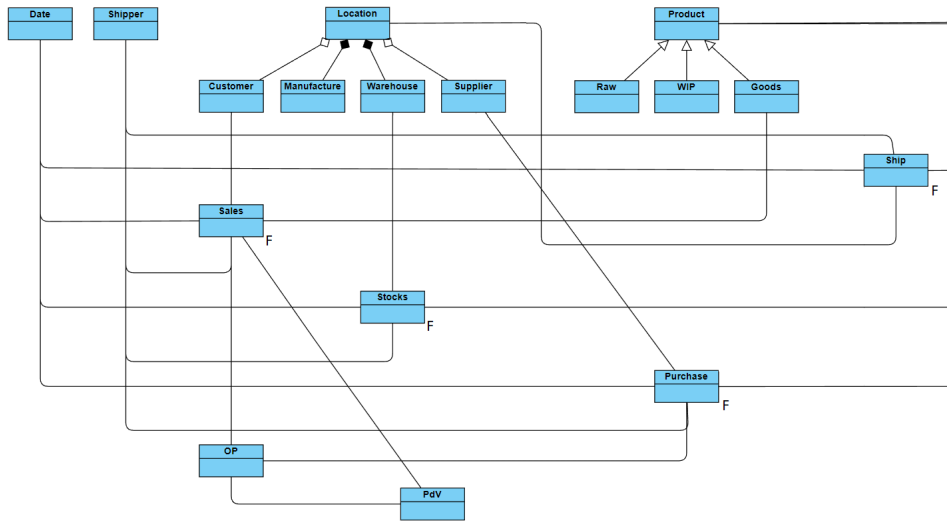 Date
Shipper
Location
Product
Customer
Manufacture
Warehouse
Supplier
Raw
WIP
Goods
Ship
F
Sales
F
Stocks
F
Purchase
F
OP
PdV